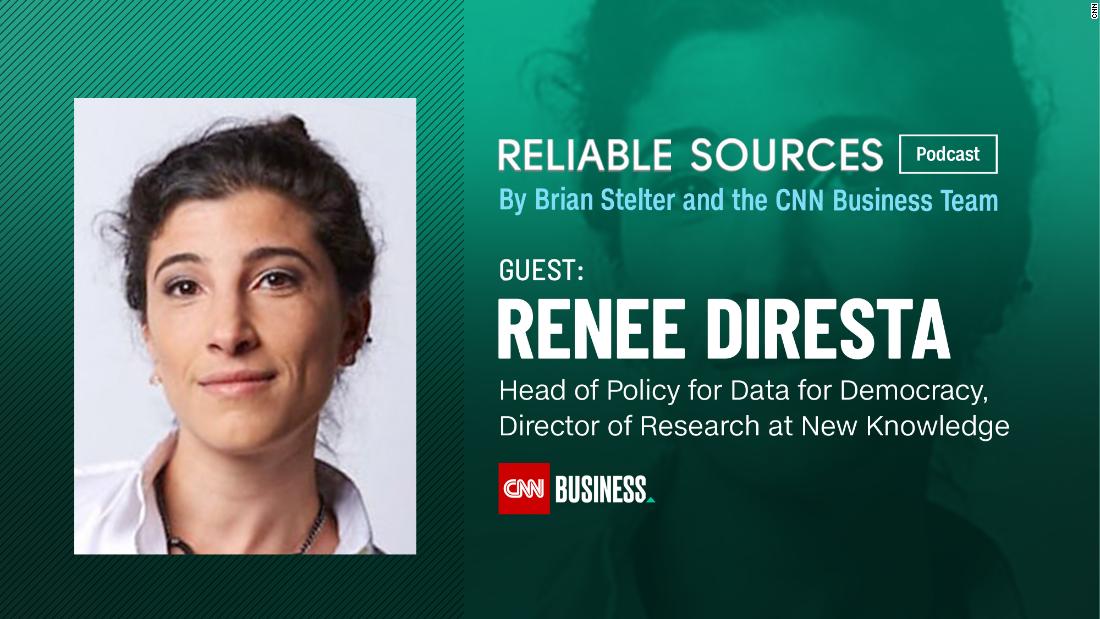 CNN
RELIABLE SOURCES Podcast
By Brian Stelter and the CNN Business Team
GUEST:
RENEE DIRESTA
Head of Policy for Data for Democracy,
Director of Research at New Knowledge
CNN BUSINESS